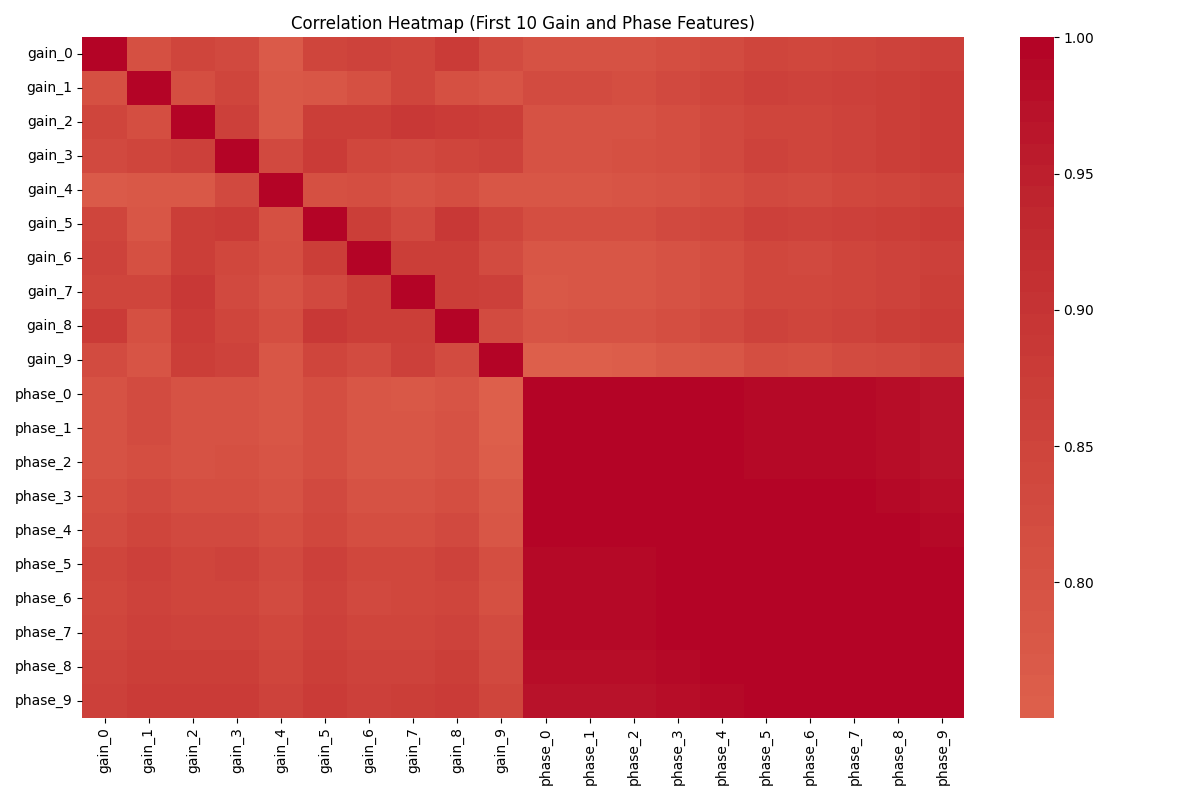 Correlation Heatmap (First 10 Gain and Phase Features)
gain_0
gain_1
gain_2
gain_3
gain_4
gain_5
gain_6
gain_7
gain_8
gain_9
phase_0
phase_1
phase_2
phase_3
phase_4
phase_5
phase_6
phase_7
phase_8
phase_9
gain_0
gain_1
gain_2
gain_3
gain_4
gain_5
gain_6
gain_7
gain_8
gain_9
phase_0
phase_1
phase_2
phase_3
phase_4
phase_5
phase_6
phase_7
phase_8
phase_9
1.00
0.95
0.90
0.85
0.80